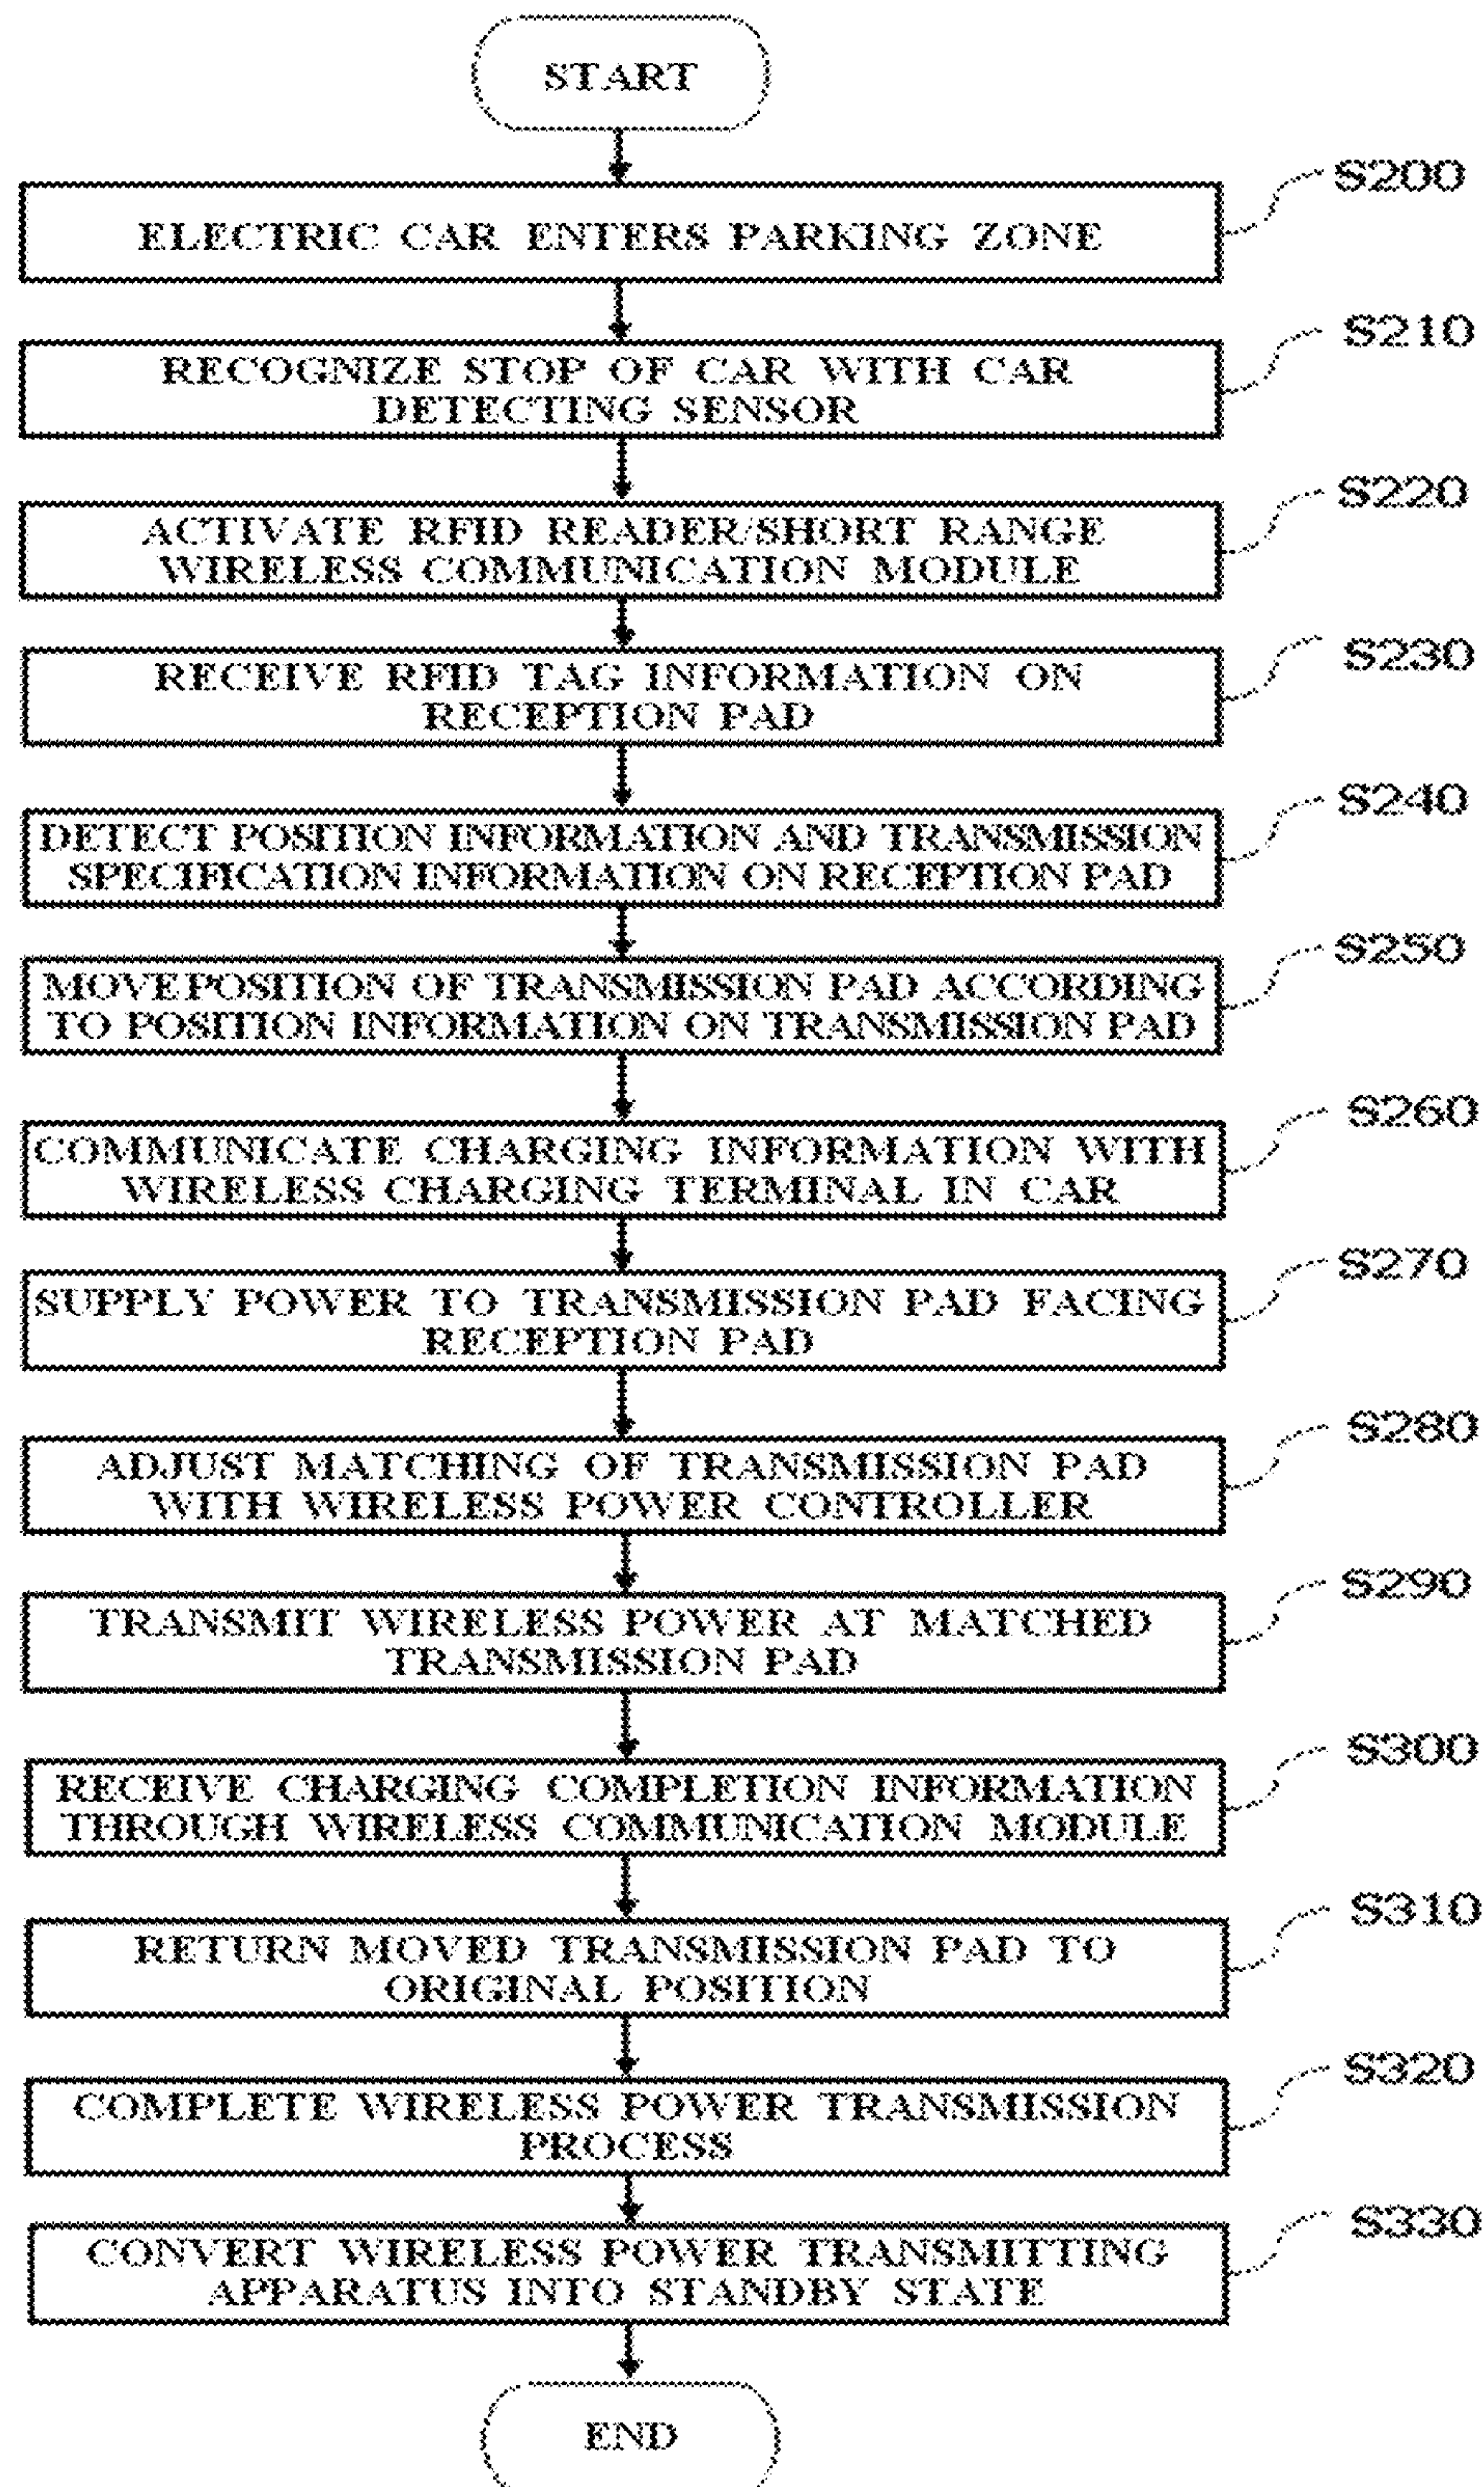 START
S200
ELECTRIC CAR ENTERS PARKING ZONE
S210
RECOGNIZE STOP OF CAR WITH CAR
DETECTING SENSOR
S220
ACTIVATE RFID READER/SHORT RANGE
WIRELESS COMMUNICATION MODULE
S230
RECEIVE RFID TAG INFORMATION ON
RECEPTION PAD
S240
DETECT POSITION INFORMATION AND TRANSMISSION
SPECIFICATION INFORMATION ON RECEPTION PAD
S250
MOVE POSITION OF TRANSMISSION PAD ACCORDING
TO POSITION INFORMATION ON TRANSMISSION PAD
S260
COMMUNICATE CHARGING INFORMATION WITH
WIRELESS CHARGING TERMINAL IN CAR
S270
SUPPLY POWER TO TRANSMISSION PAD FACING
RECEPTION PAD
S280
ADJUST MATCHING OF TRANSMISSION PAD
WITH WIRELESS POWER CONTROLLER
S290
TRANSMIT WIRELESS POWER AT MATCHED
TRANSMISSION PAD
S300
RECEIVE CHARGING COMPLETION INFORMATION
THROUGH WIRELESS COMMUNICATION MODULE
S310
RETURN MOVED TRANSMISSION PAD TO
ORIGINAL POSITION
S320
COMPLETE WIRELESS POWER TRANSMISSION
PROCESS
S330
CONVERT WIRELESS POWER TRANSMITTING
APPARATUS INTO STANDBY STATE
END